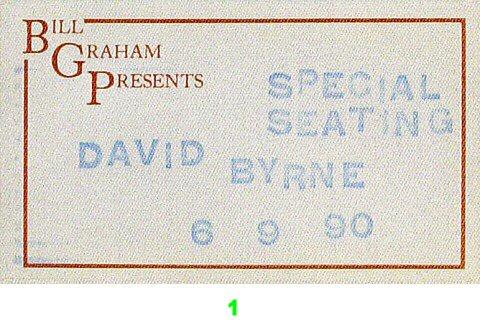 BILL
GRAHAM
PRESENTS
SPECIAL
SEATING
DAVID BYRNE
6 9 90
1